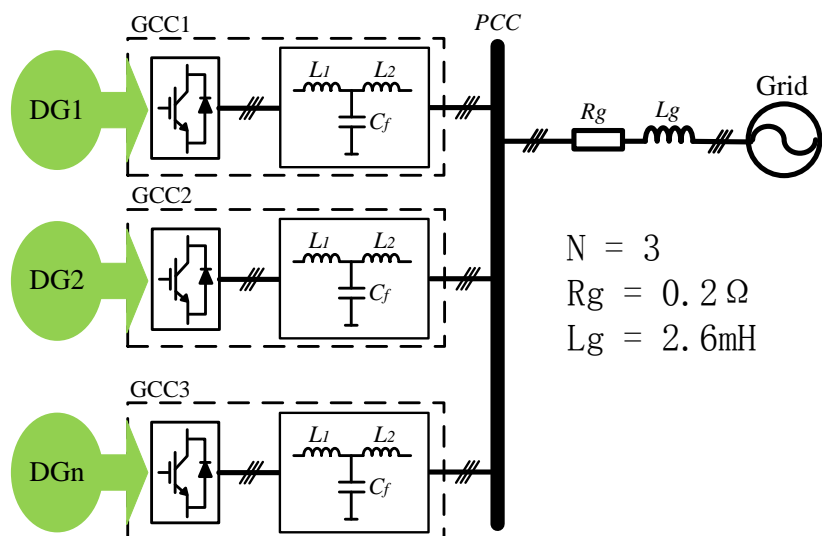 GCC1
DG1
L1
L2
Cf
PCC
Rg
Lg
Grid
GCC2
DG2
L1
L2
Cf
N = 3
Rg = 0.2Ω
Lg = 2.6mH
GCC3
DGn
L1
L2
Cf